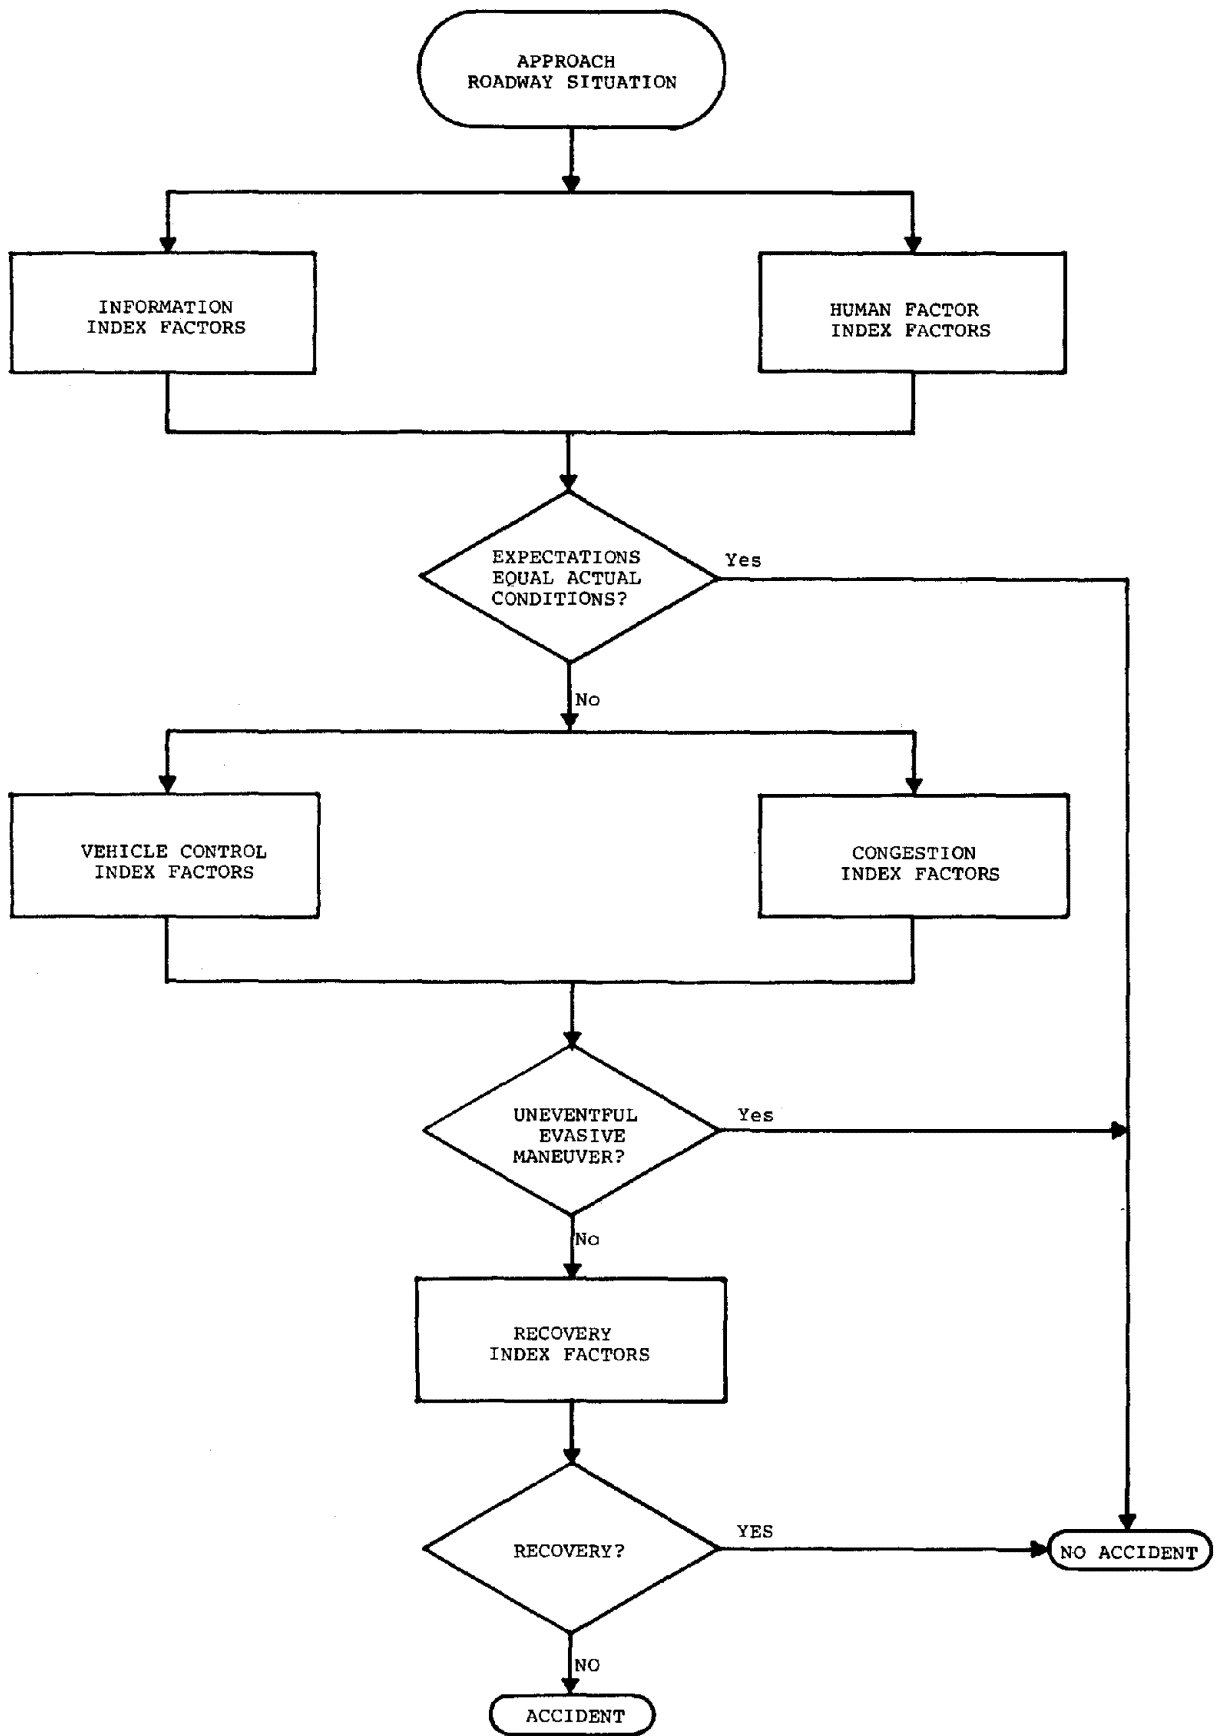 APPROACH
ROADWAY SITUATION
INFORMATION
INDEX FACTORS
HUMAN FACTOR
INDEX FACTORS
EXPECTATIONS
EQUAL ACTUAL
CONDITIONS?
Yes
No
VEHICLE CONTROL
INDEX FACTORS
CONGESTION
INDEX FACTORS
UNEVENTFUL
EVASIVE
MANEUVER?
Yes
No
RECOVERY
INDEX FACTORS
RECOVERY?
YES
NO ACCIDENT
NO
ACCIDENT